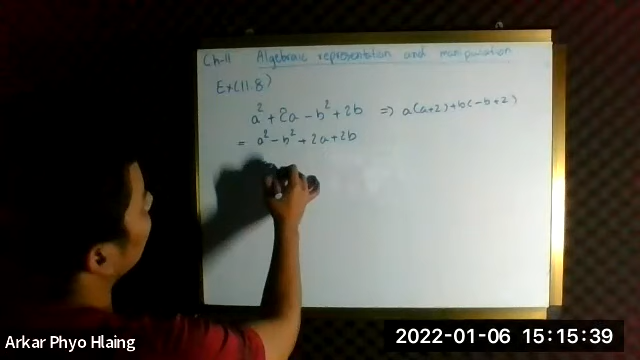 Ch-11 Algebraic representation and manipulation
Ex(11.8)
a² + 2a - b² + 2b ⇒ a(a+2)+b(-b+2)
= a² - b² + 2a + 2b
Arkar Phyo Hlaing
2022-01-06 15:15:39